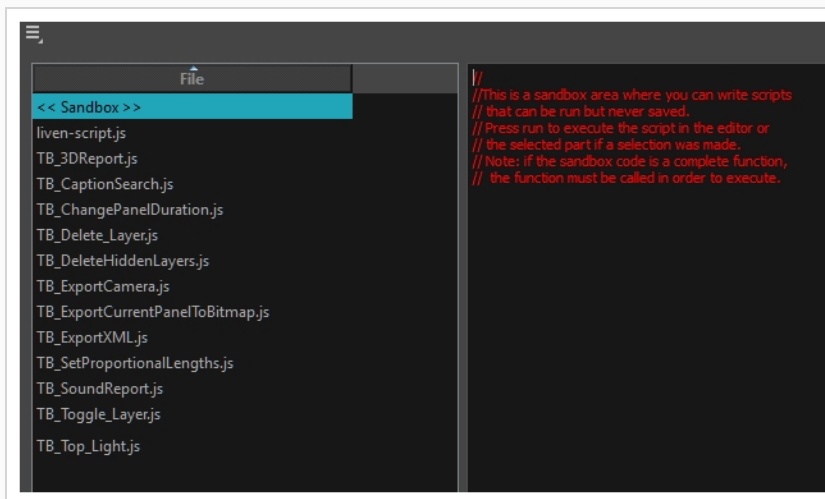 File
<< Sandbox >>
liven-script.js
TB_3DReport.js
TB_CaptionSearch.js
TB_ChangePanelDuration.js
TB_Delete_Layer.js
TB_DeleteHiddenLayers.js
TB_ExportCamera.js
TB_ExportCurrentPanelToBitmap.js
TB_ExportXML.js
TB_SetProportionalLengths.js
TB_SoundReport.js
TB_Toggle_Layer.js
TB_Top_Light.js
//
//This is a sandbox area where you can write scripts
// that can be run but never saved.
// Press run to execute the script in the editor or
// the selected part if a selection was made.
// Note: if the sandbox code is a complete function,
// the function must be called in order to execute.